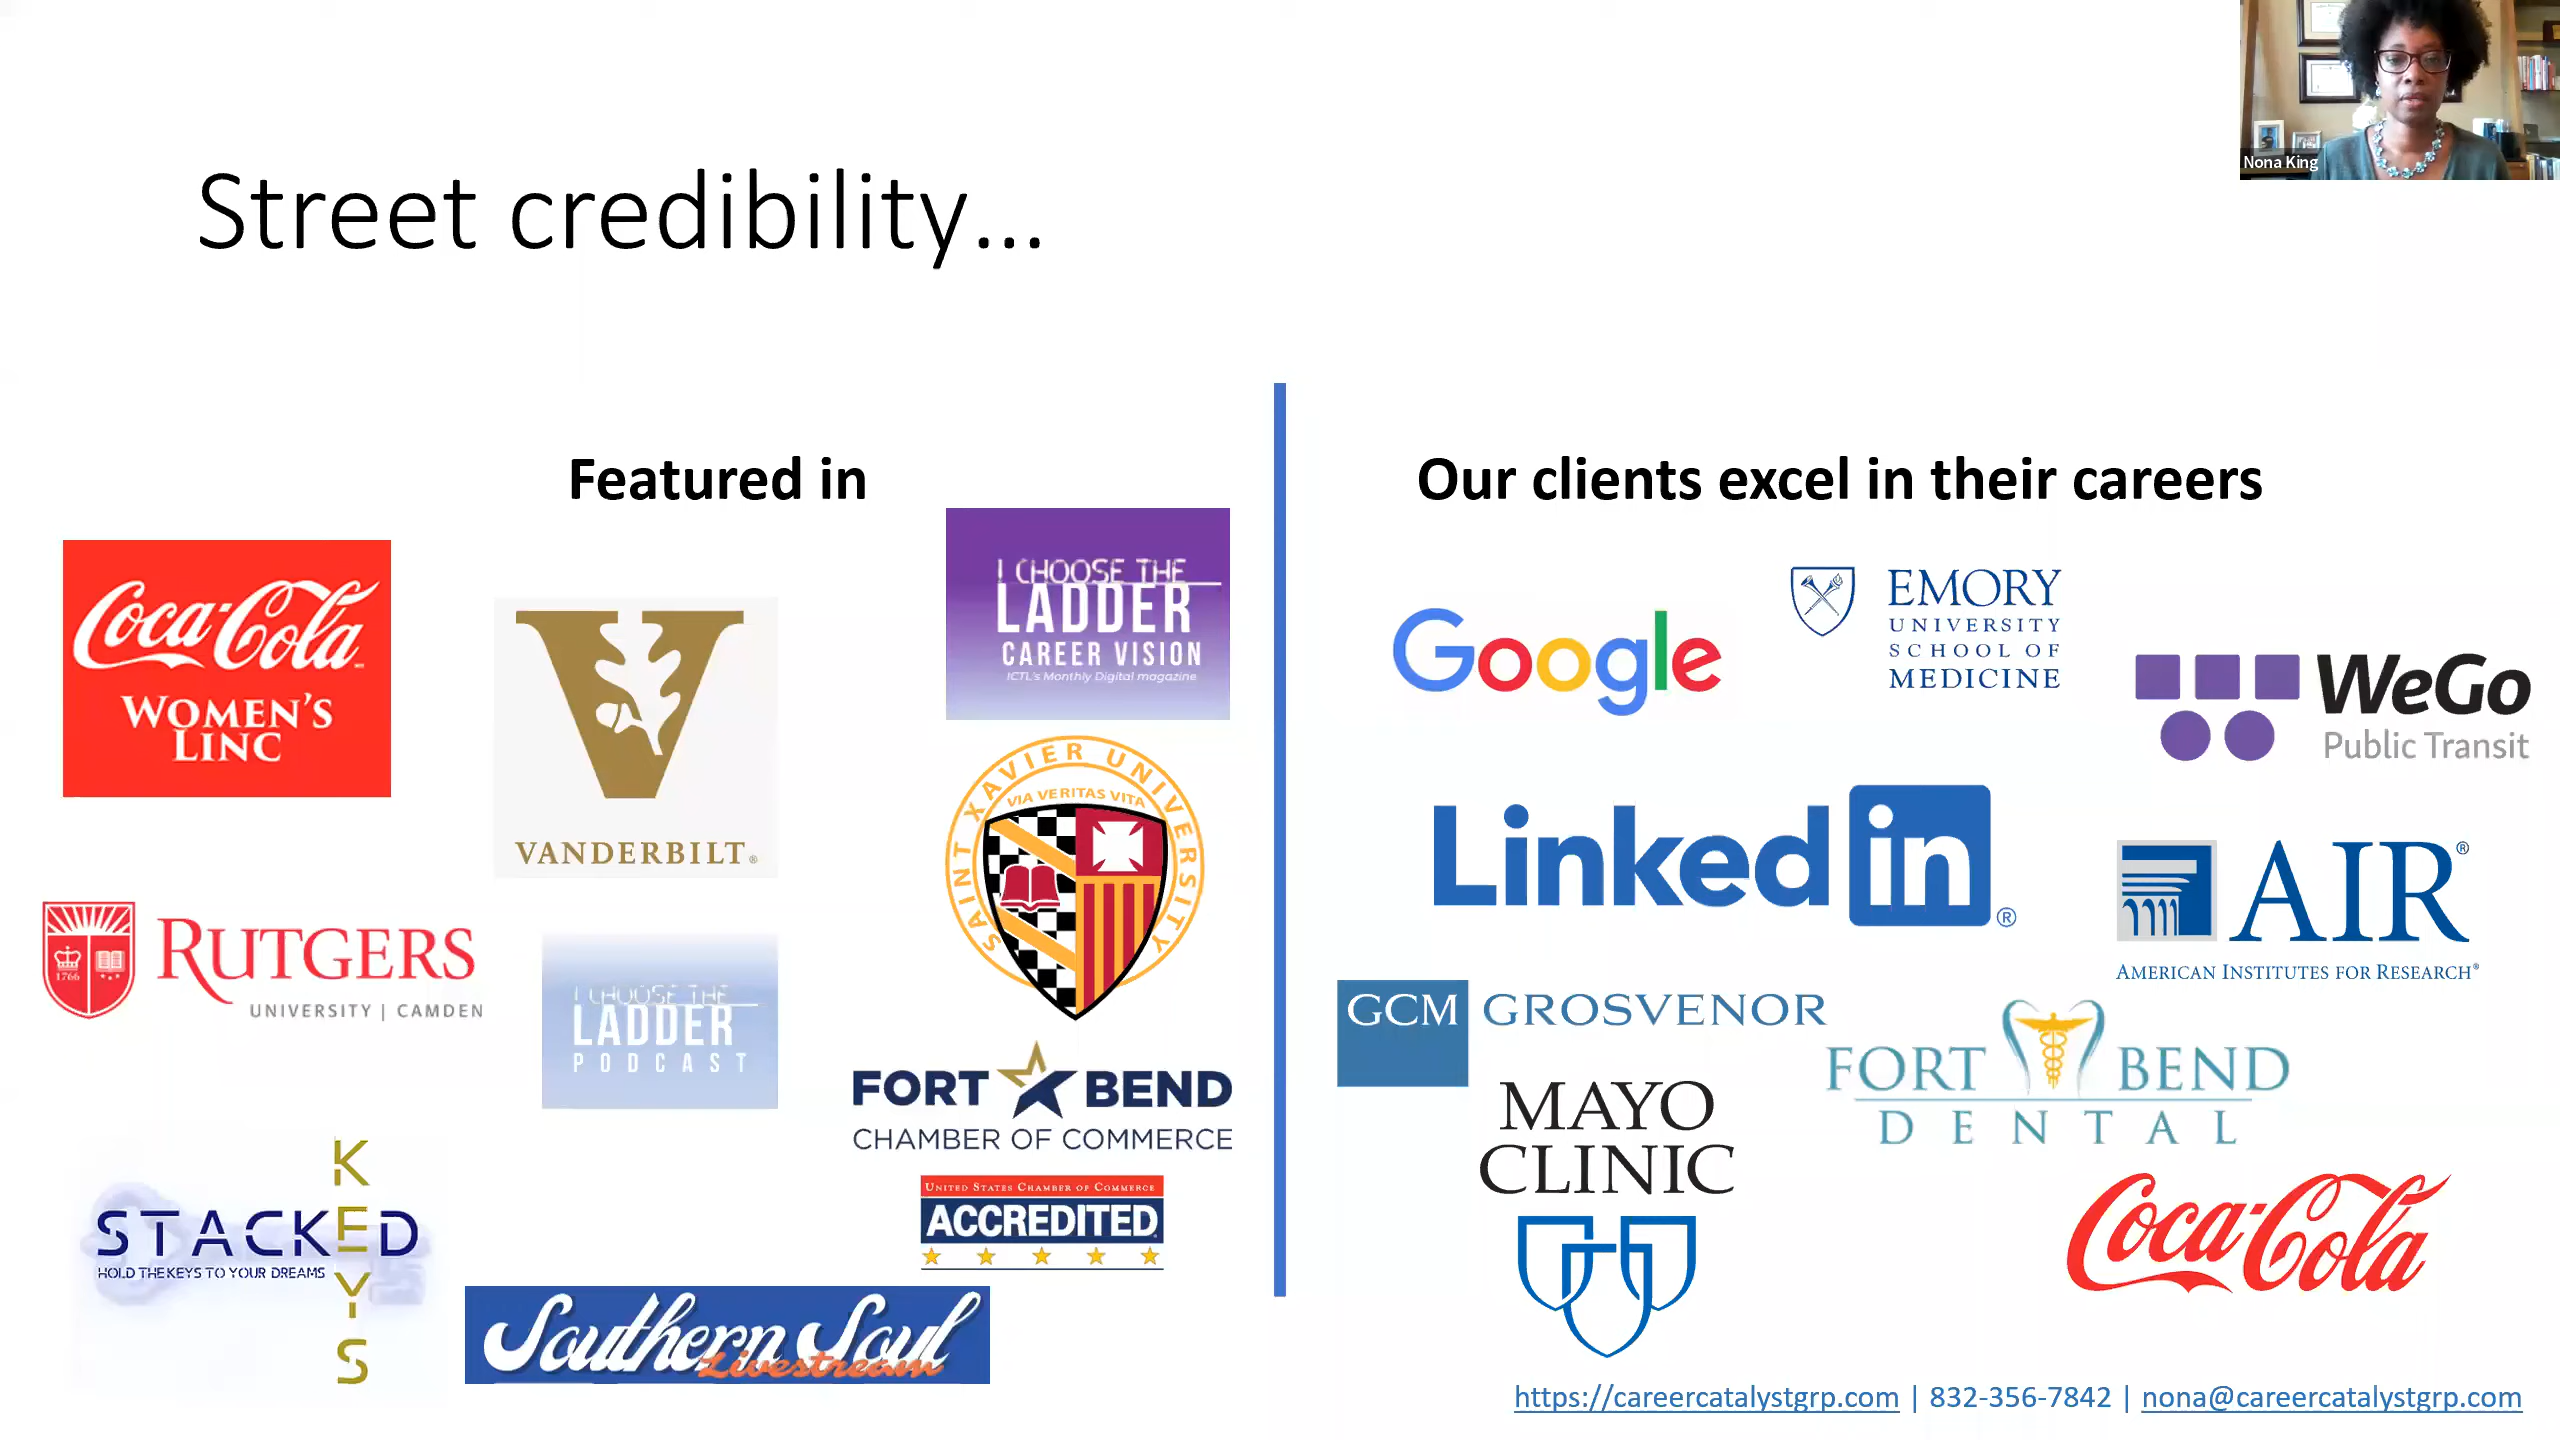 Nona King
Street credibility...
Featured in
Coca-Cola
WOMEN'S
LINC
VANDERBILT®
I CHOOSE THE
LADDER
CAREER VISION
ICTL's Monthly Digital magazine
SAINT XAVIER UNIVERSITY
VIA VERITAS VITA
1766
RUTGERS
UNIVERSITY | CAMDEN
I CHOOSE THE
LADDER
PODCAST
FORT BEND
CHAMBER OF COMMERCE
UNITED STATES CHAMBER OF COMMERCE
ACCREDITED
STACKED
KEYS
HOLD THE KEYS TO YOUR DREAMS
Southern Soul
Livestream
Our clients excel in their careers
Google
EMORY
UNIVERSITY
SCHOOL OF
MEDICINE
WeGo
Public Transit
Linked in®
AIR®
AMERICAN INSTITUTES FOR RESEARCH®
GCM GROSVENOR
MAYO
CLINIC
FORT BEND
DENTAL
Coca-Cola
https://careercatalystgrp.com | 832-356-7842 | nona@careercatalystgrp.com